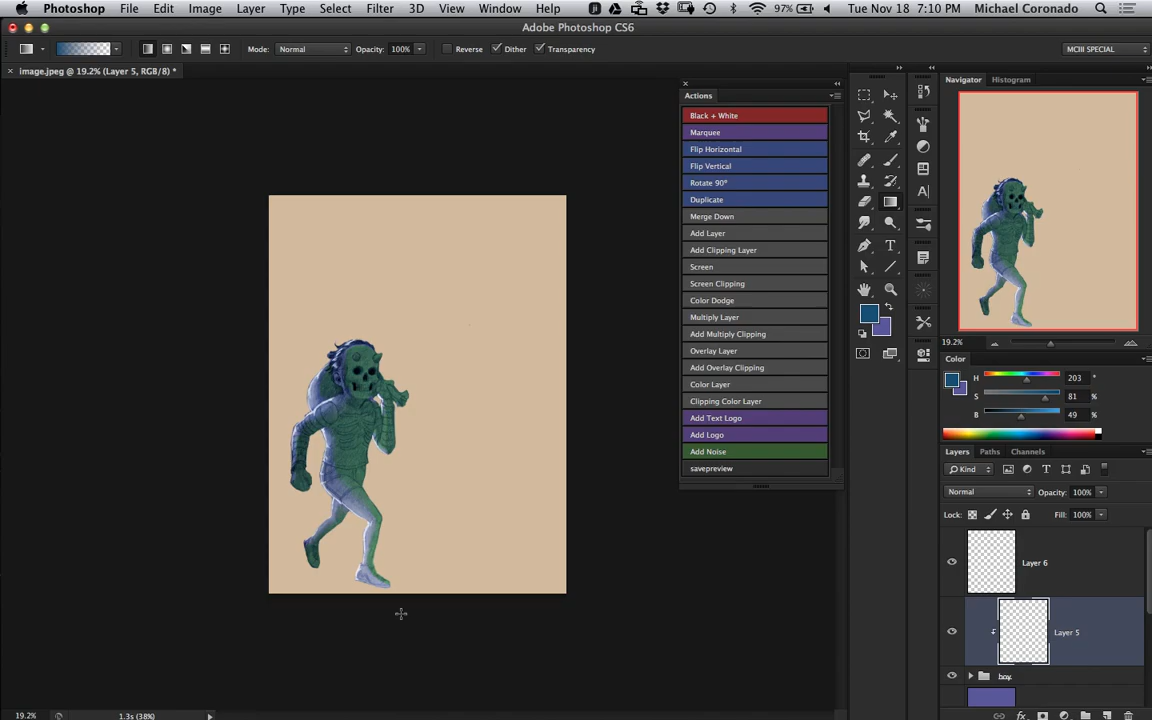 Photoshop File Edit Image Layer Type Select Filter 3D View Window Help 97% Tue Nov 18 7:10 PM Michael Coronado
Adobe Photoshop CS6
Mode: Normal Opacity: 100% Reverse Dither Transparency MCIII SPECIAL
image.jpeg @ 19.2% (Layer 5, RGB/8) *
Actions
Black + White
Marquee
Flip Horizontal
Flip Vertical
Rotate 90°
Duplicate
Merge Down
Add Layer
Add Clipping Layer
Screen
Screen Clipping
Color Dodge
Multiply Layer
Add Multiply Clipping
Overlay Layer
Add Overlay Clipping
Color Layer
Clipping Color Layer
Add Text Logo
Add Logo
Add Noise
savepreview
Navigator Histogram
19.2%
Color
H 203 °
S 81 %
B 49 %
Layers Paths Channels
Kind
Normal Opacity: 100%
Lock: Fill: 100%
Layer 6
Layer 5
boy
19.2% 1.3s (38%)